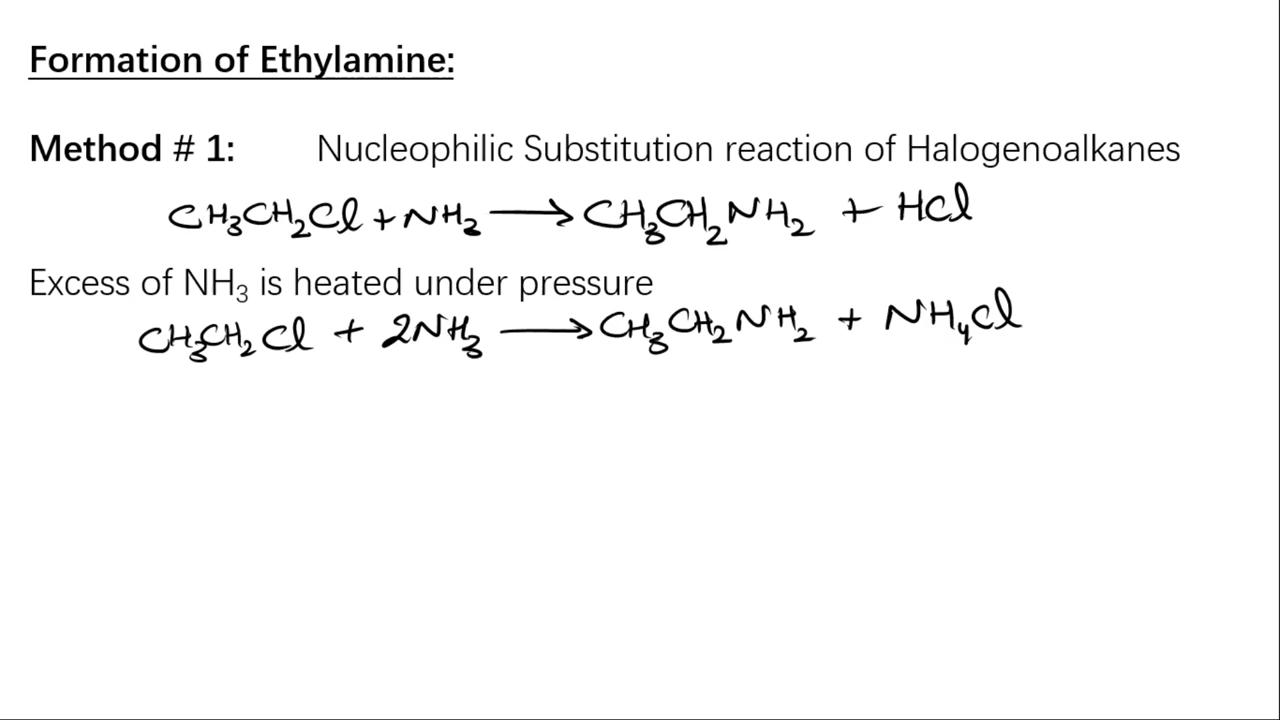 Formation of Ethylamine:
Method # 1: Nucleophilic Substitution reaction of Halogenoalkanes
CH₃CH₂Cl + NH₃ ⟶ CH₃CH₂NH₂ + HCl
Excess of NH₃ is heated under pressure
CH₃CH₂Cl + 2NH₃ ⟶ CH₃CH₂NH₂ + NH₄Cl